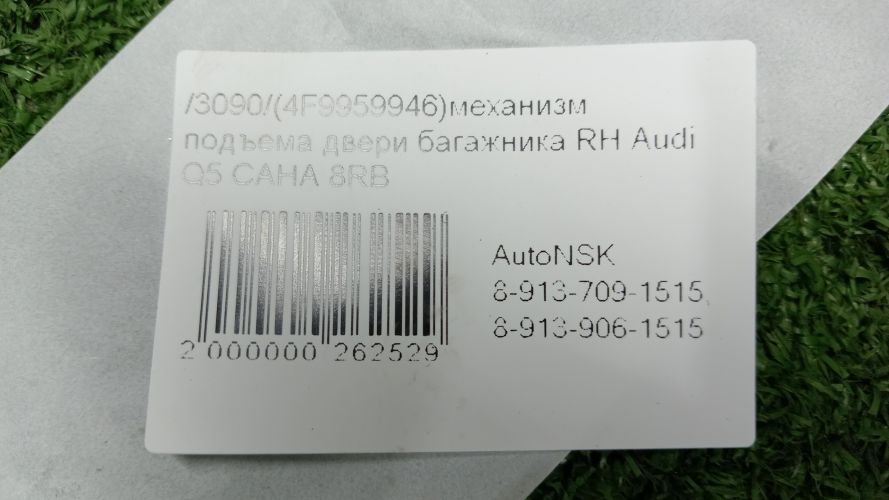 /3090/(4F9959946)механизм
подъема двери багажника RH Audi
Q5 CAHA 8RB
AutoNSK
8-913-709-1515,
8-913-906-1515
2 000000 262529